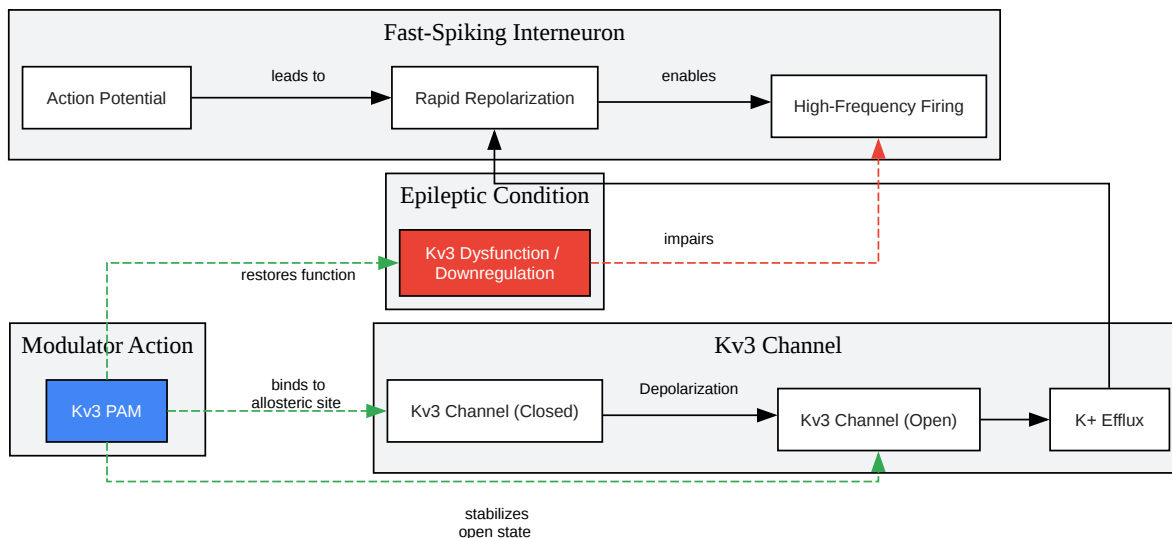 Fast-Spiking Interneuron
Action Potential
leads to
Rapid Repolarization
enables
High-Frequency Firing
Epileptic Condition
Kv3 Dysfunction /
Downregulation
impairs
restores function
Modulator Action
Kv3 PAM
binds to
allosteric site
Kv3 Channel
Kv3 Channel (Closed)
Depolarization
Kv3 Channel (Open)
K+ Efflux
stabilizes
open state